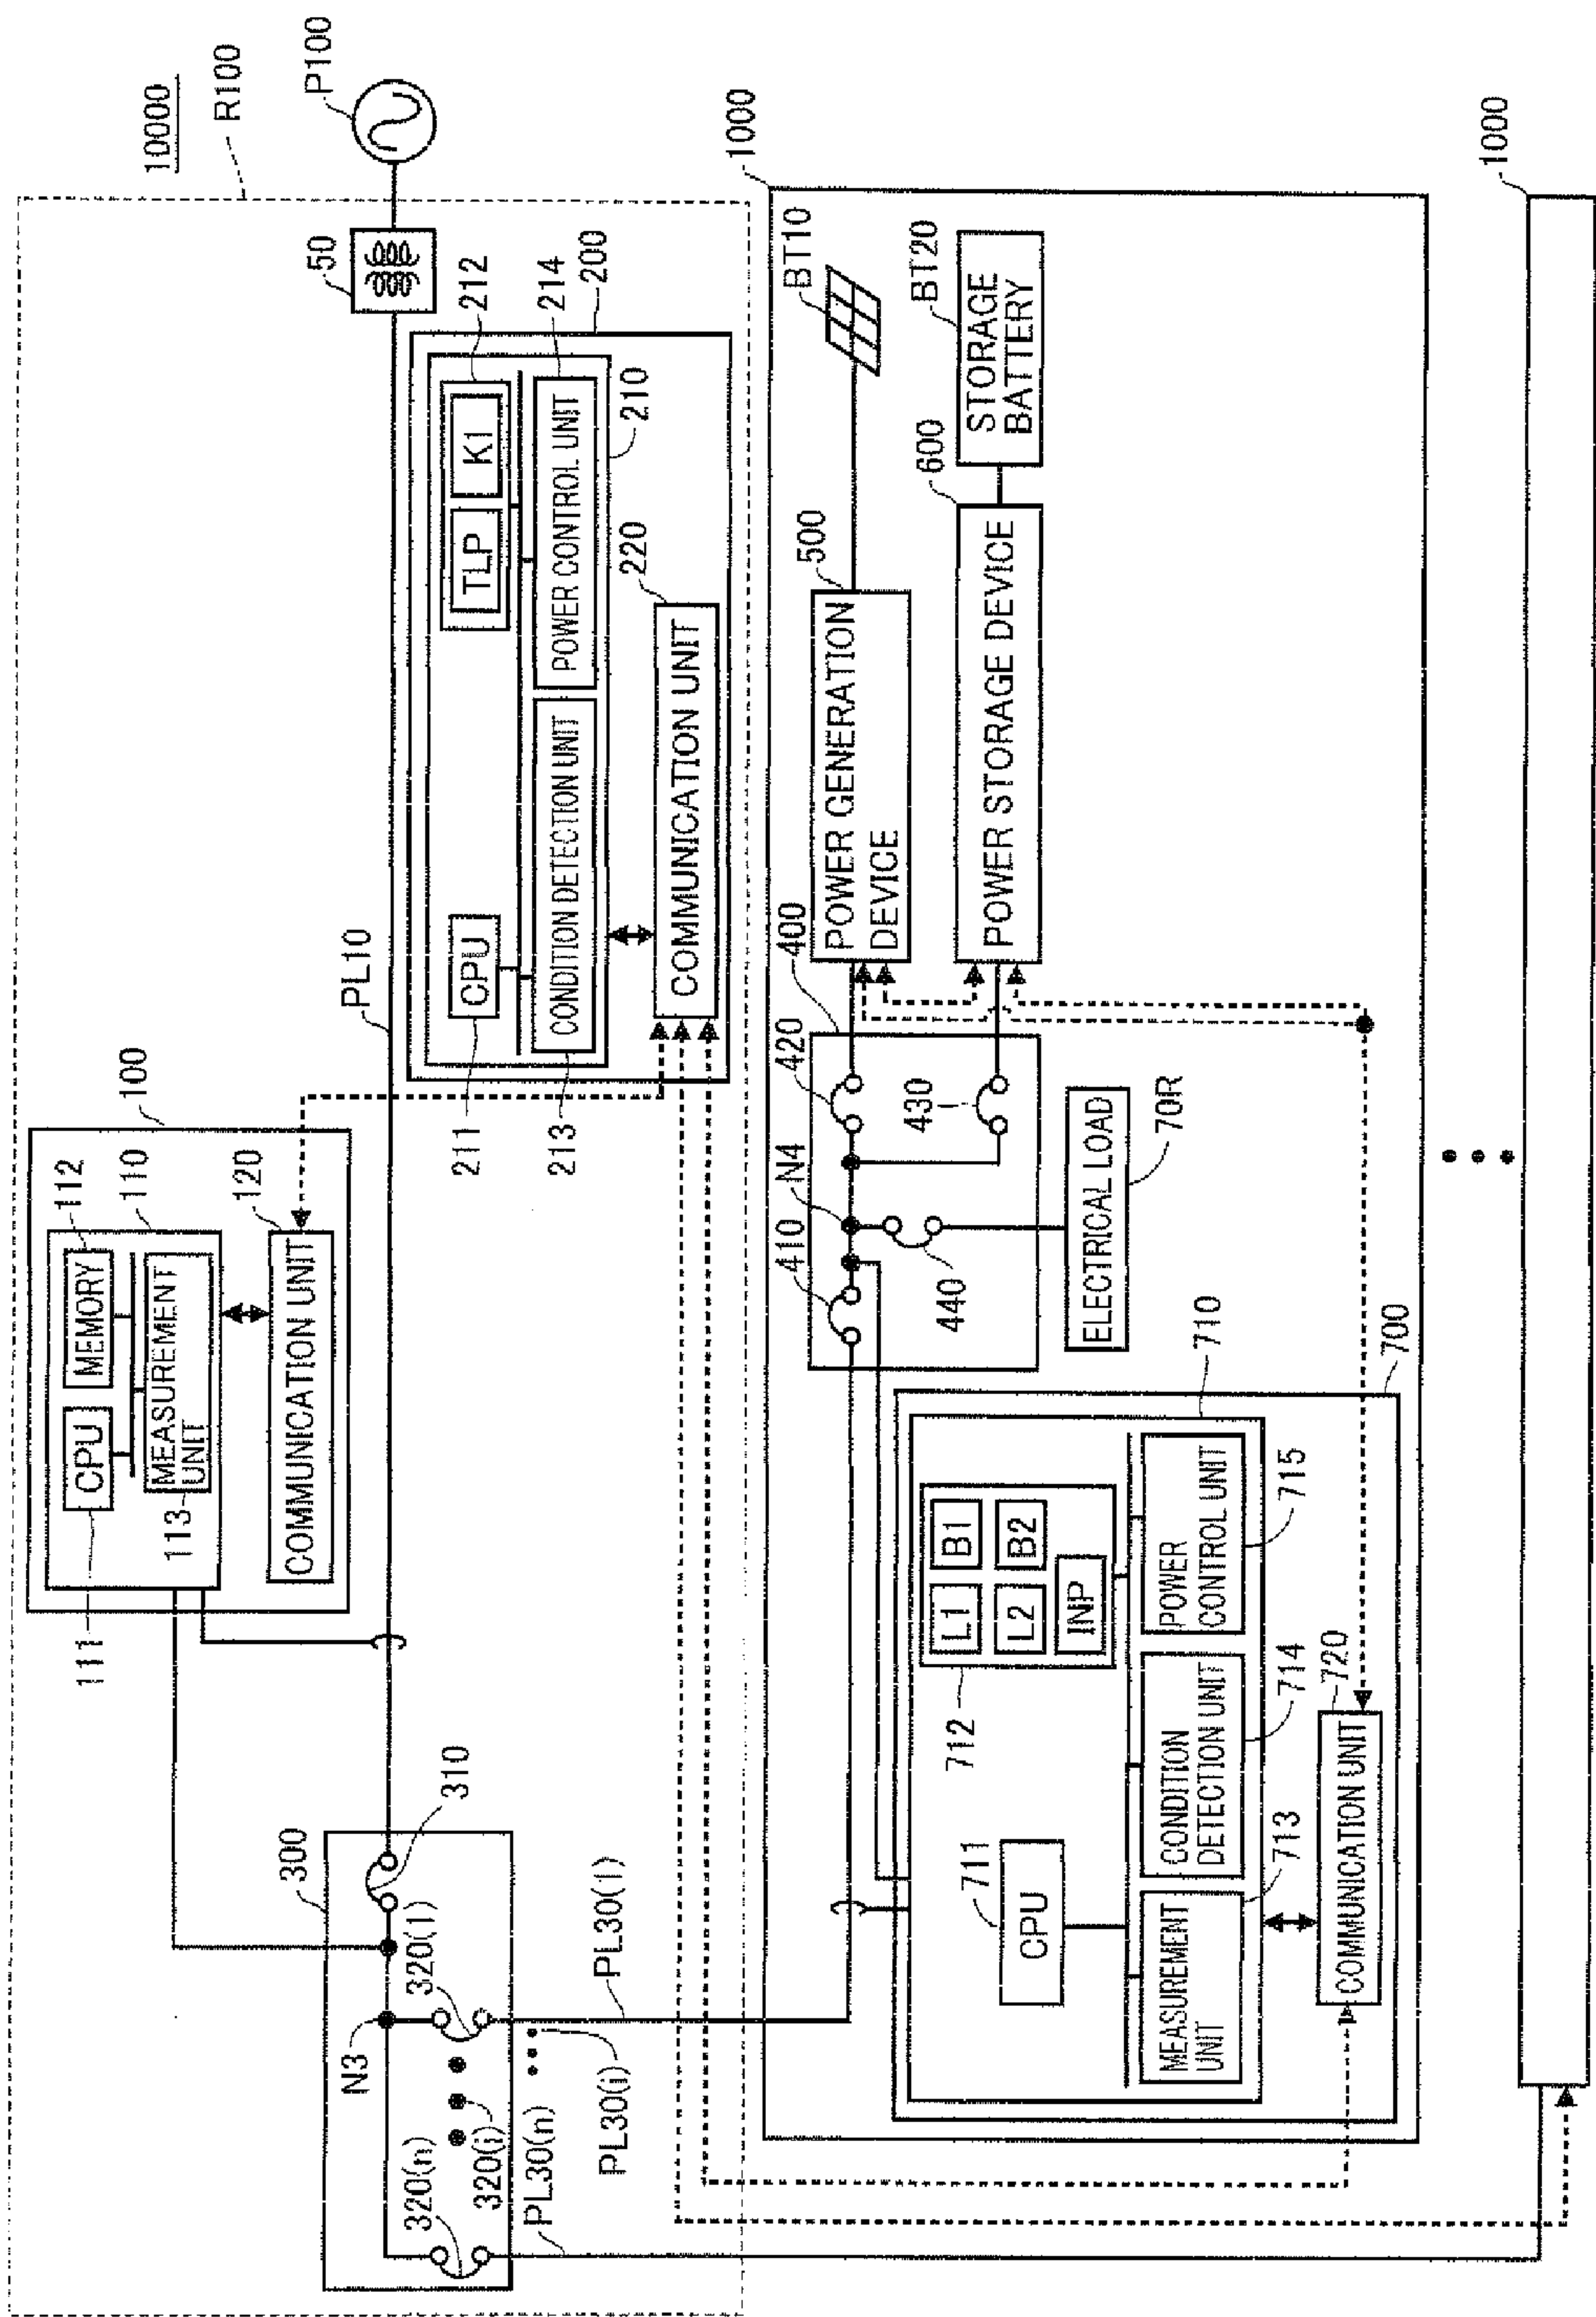 10000
R100
P100
50
PL10
100
112
110
120
CPU
MEMORY
MEASUREMENT
UNIT
111
113
COMMUNICATION UNIT
200
212
214
210
220
TLP
K1
CPU
211
CONDITION DETECTION UNIT
213
POWER CONTROL UNIT
COMMUNICATION UNIT
300
310
N3
320(1)
320(i)
320(n)
PL30(1)
PL30(i)
PL30(n)
1000
BT10
BT20
STORAGE
BATTERY
500
POWER GENERATION
DEVICE
600
POWER STORAGE DEVICE
400
420
N4
410
430
440
ELECTRICAL LOAD
70R
700
710
711
CPU
712
L1
B1
L2
B2
INP
MEASUREMENT
UNIT
713
CONDITION
DETECTION UNIT
714
POWER
CONTROL UNIT
715
COMMUNICATION UNIT
720
1000